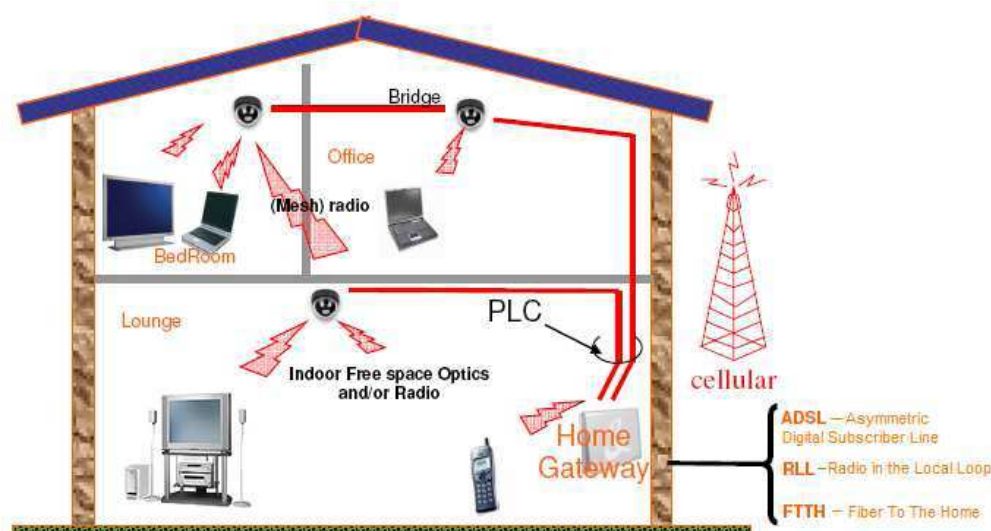 Bridge
Office
(Mesh) radio
BedRoom
Lounge
PLC
Indoor Free space Optics
and/or Radio
Home
Gateway
cellular
ADSL – Asymmetric
Digital Subscriber Line
RLL –Radio in the Local Loop
FTTH – Fiber To The Home